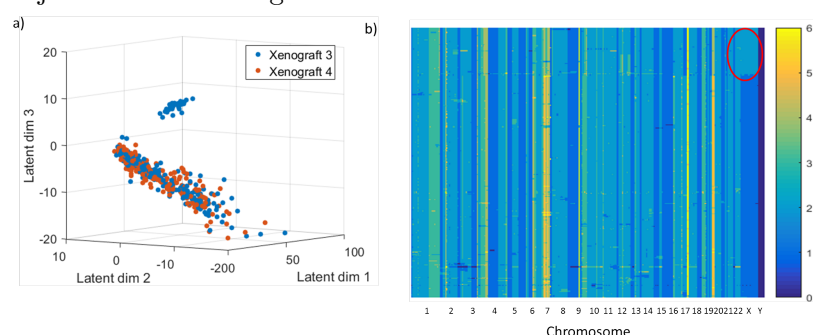 a)
20
10
0
-10
-20
Latent dim 3
Xenograft 3
Xenograft 4
10
0
-10
-200
Latent dim 2
50
100
Latent dim 1
b)
6
5
4
3
2
1
0
1 2 3 4 5 6 7 8 9 10 11 12 13 14 15 16 17 18 19 20 21 22 X Y
Chromosome